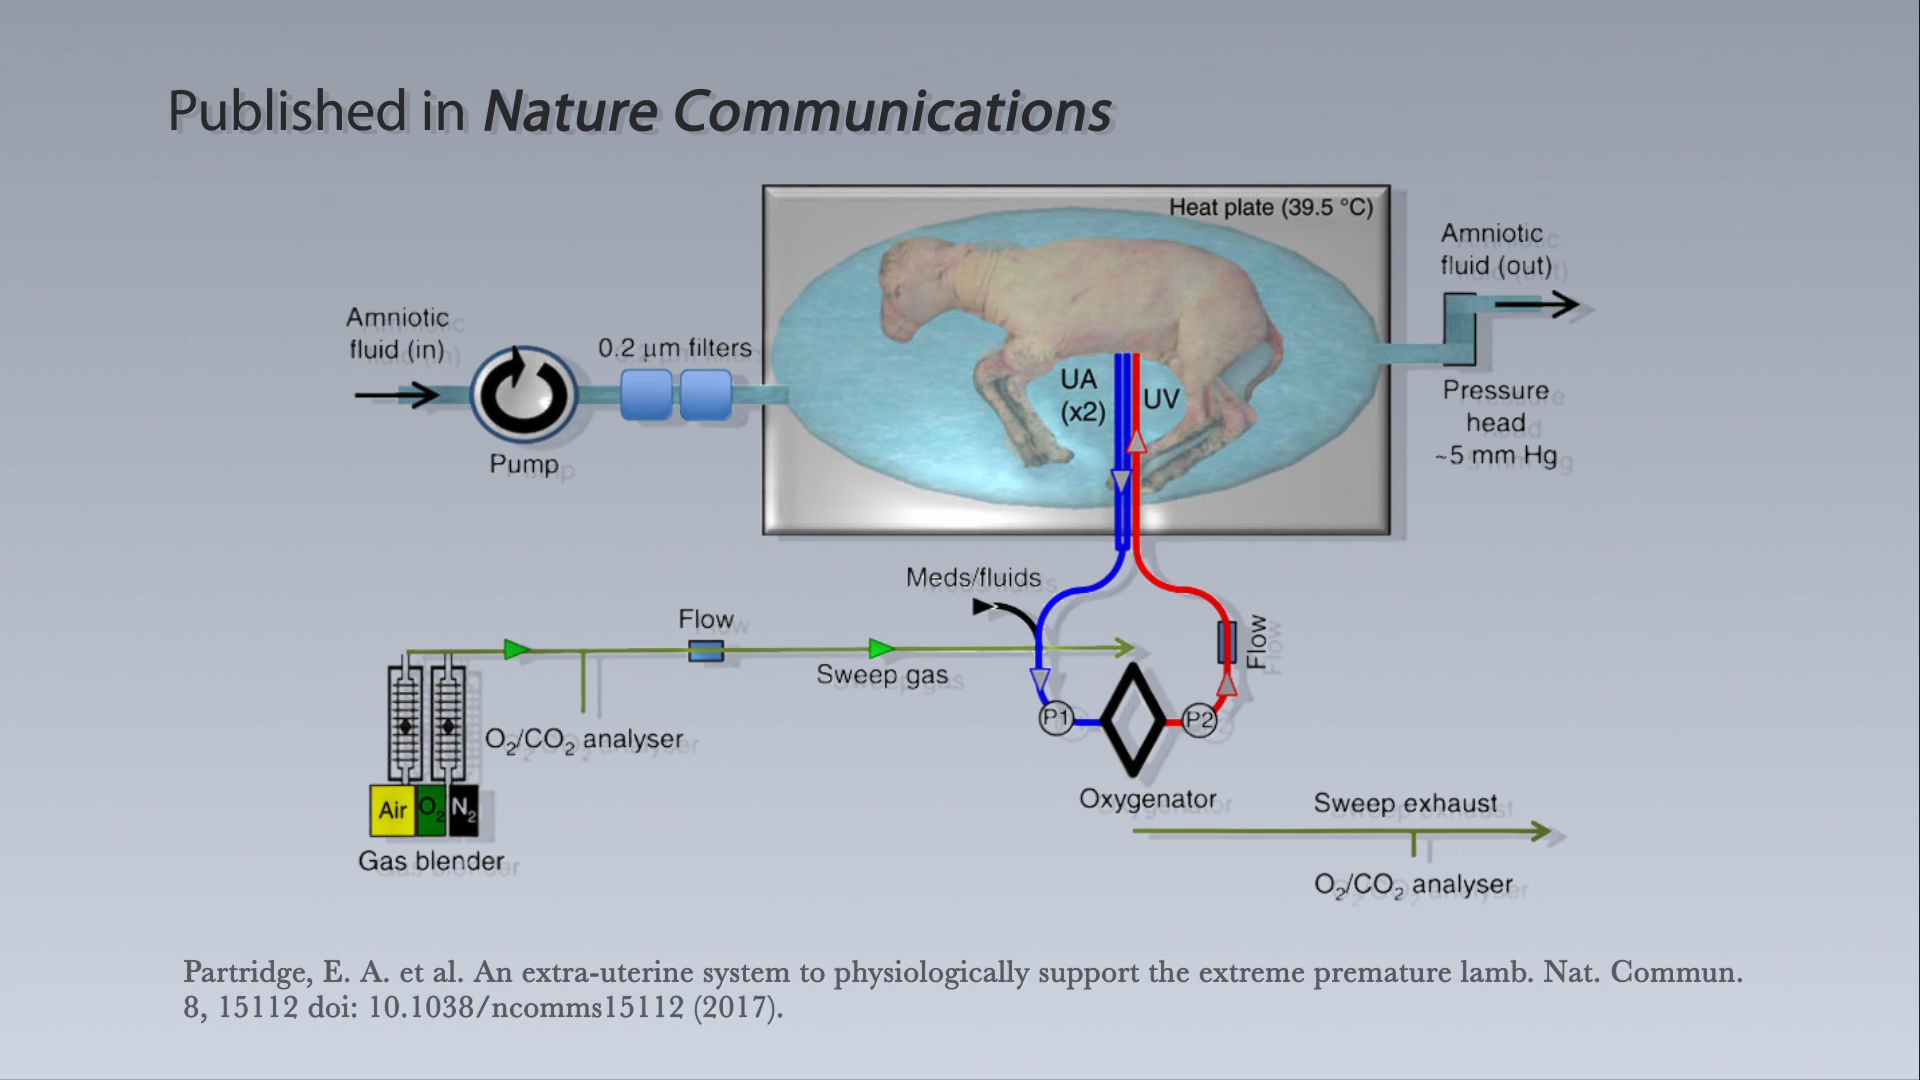 Published in Nature Communications
Heat plate (39.5 °C)
Amniotic
fluid (out)
Amniotic
fluid (in)
0.2 μm filters
UA
(x2)
UV
Pressure
head
~5 mm Hg
Pump
Meds/fluids
Flow
Flow
Sweep gas
P1
P2
O₂/CO₂ analyser
Air
O₂
N₂
Oxygenator
Sweep exhaust
Gas blender
O₂/CO₂ analyser
Partridge, E. A. et al. An extra-uterine system to physiologically support the extreme premature lamb. Nat. Commun.
8, 15112 doi: 10.1038/ncomms15112 (2017).